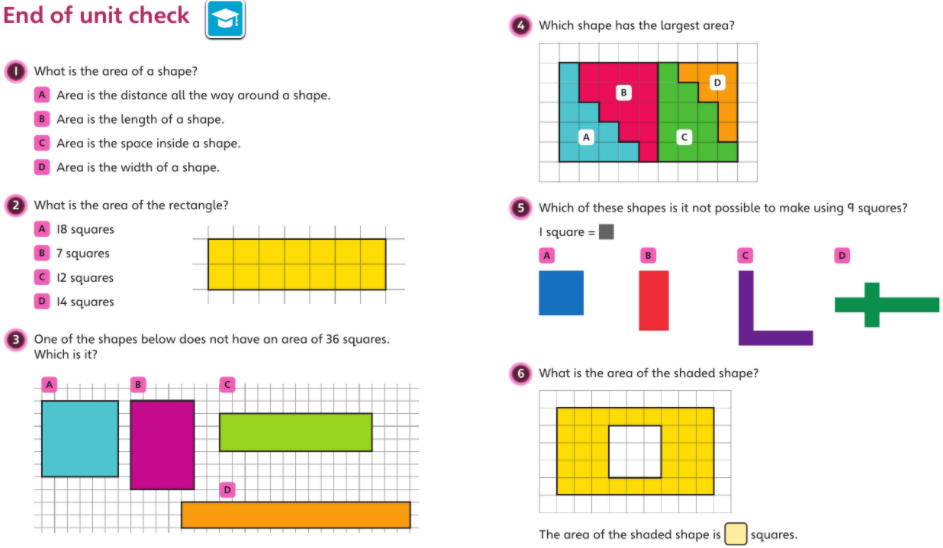 End of unit check
1 What is the area of a shape?
A Area is the distance all the way around a shape.
B Area is the length of a shape.
C Area is the space inside a shape.
D Area is the width of a shape.
2 What is the area of the rectangle?
A 18 squares
B 7 squares
C 12 squares
D 14 squares
3 One of the shapes below does not have an area of 36 squares.
Which is it?
A B C
D
4 Which shape has the largest area?
B D
A C
5 Which of these shapes is it not possible to make using 9 squares?
1 square =
A B C D
6 What is the area of the shaded shape?
The area of the shaded shape is squares.